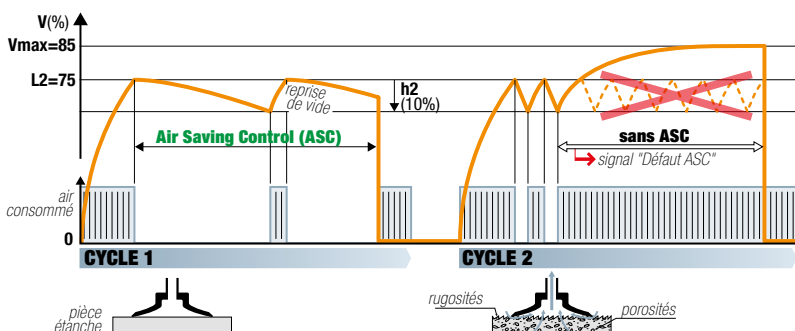 V(%)
Vmax=85
L2=75
reprise
de vide
h2
(10%)
Air Saving Control (ASC)
sans ASC
signal "Défaut ASC"
air
consommé
0
CYCLE 1
CYCLE 2
pièce
étanche
rugosités
porosités